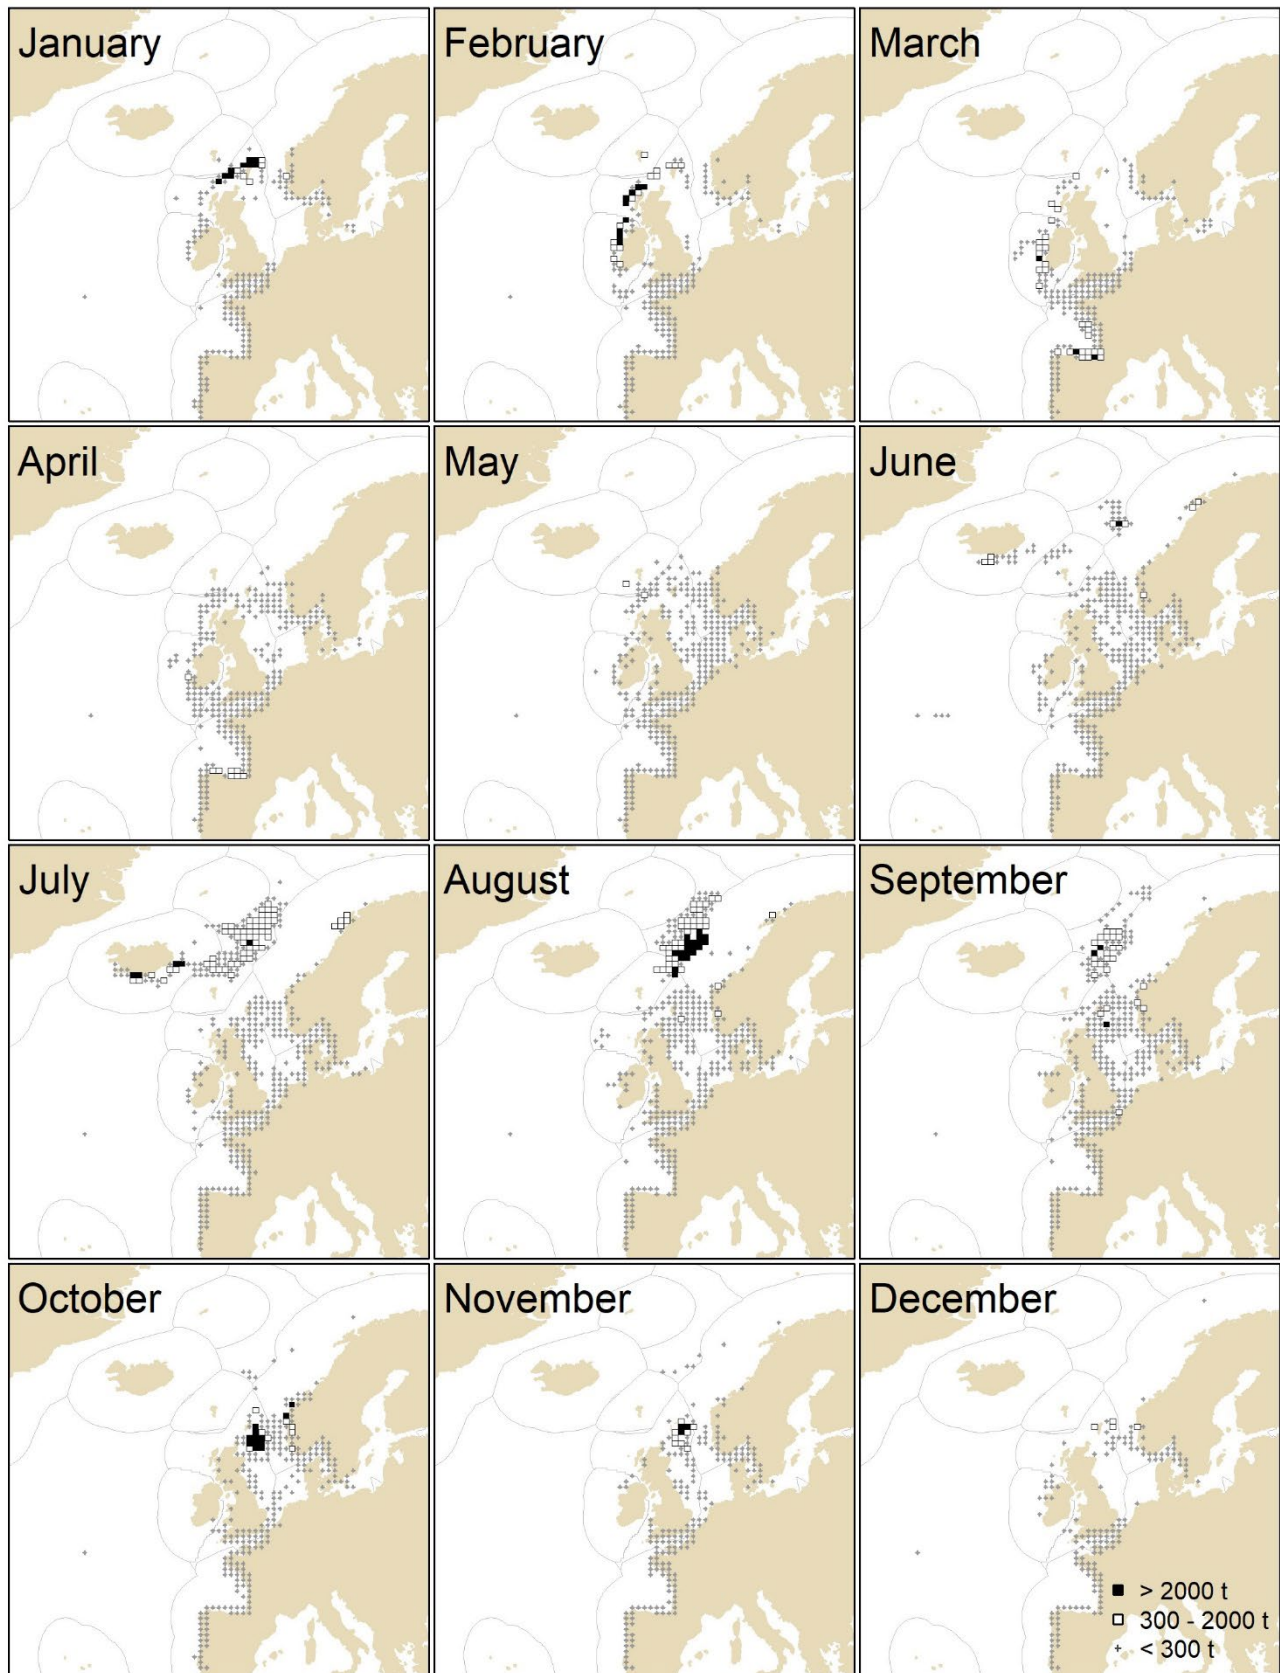 January
February
March
April
May
June
July
August
September
October
November
December
> 2000 t
300 - 2000 t
< 300 t